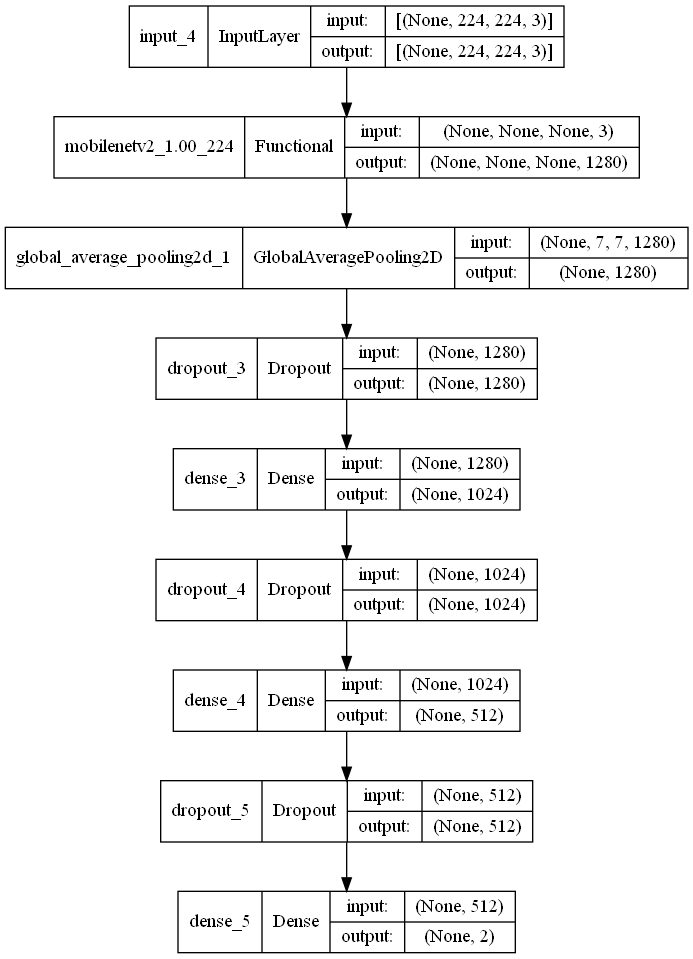 input_4 InputLayer input: [(None, 224, 224, 3)]
output: [(None, 224, 224, 3)]
mobilenetv2_1.00_224 Functional input: (None, None, None, 3)
output: (None, None, None, 1280)
global_average_pooling2d_1 GlobalAveragePooling2D input: (None, 7, 7, 1280)
output: (None, 1280)
dropout_3 Dropout input: (None, 1280)
output: (None, 1280)
dense_3 Dense input: (None, 1280)
output: (None, 1024)
dropout_4 Dropout input: (None, 1024)
output: (None, 1024)
dense_4 Dense input: (None, 1024)
output: (None, 512)
dropout_5 Dropout input: (None, 512)
output: (None, 512)
dense_5 Dense input: (None, 512)
output: (None, 2)